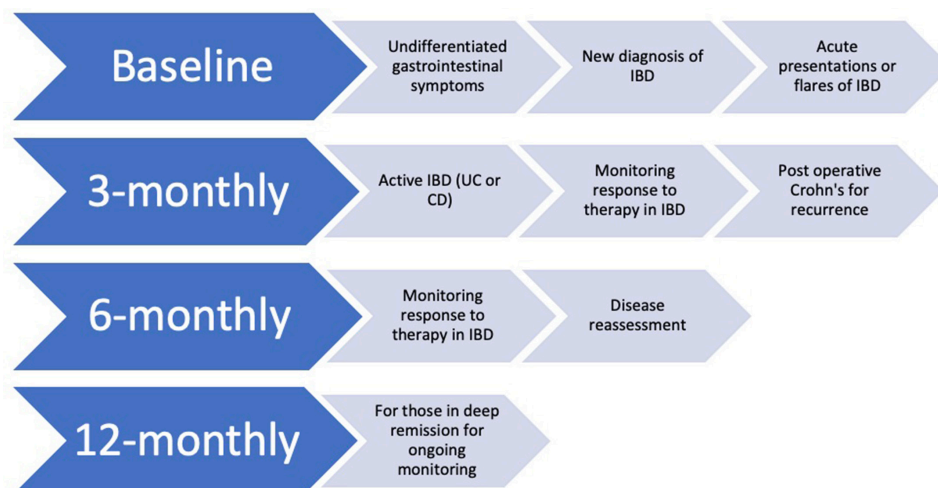 Baseline
Undifferentiated
gastrointestinal
symptoms
New diagnosis of
IBD
Acute
presentations or
flares of IBD
3-monthly
Active IBD (UC or
CD)
Monitoring
response to
therapy in IBD
Post operative
Crohn's for
recurrence
6-monthly
Monitoring
response to
therapy in IBD
Disease
reassessment
12-monthly
For those in deep
remission for
ongoing
monitoring